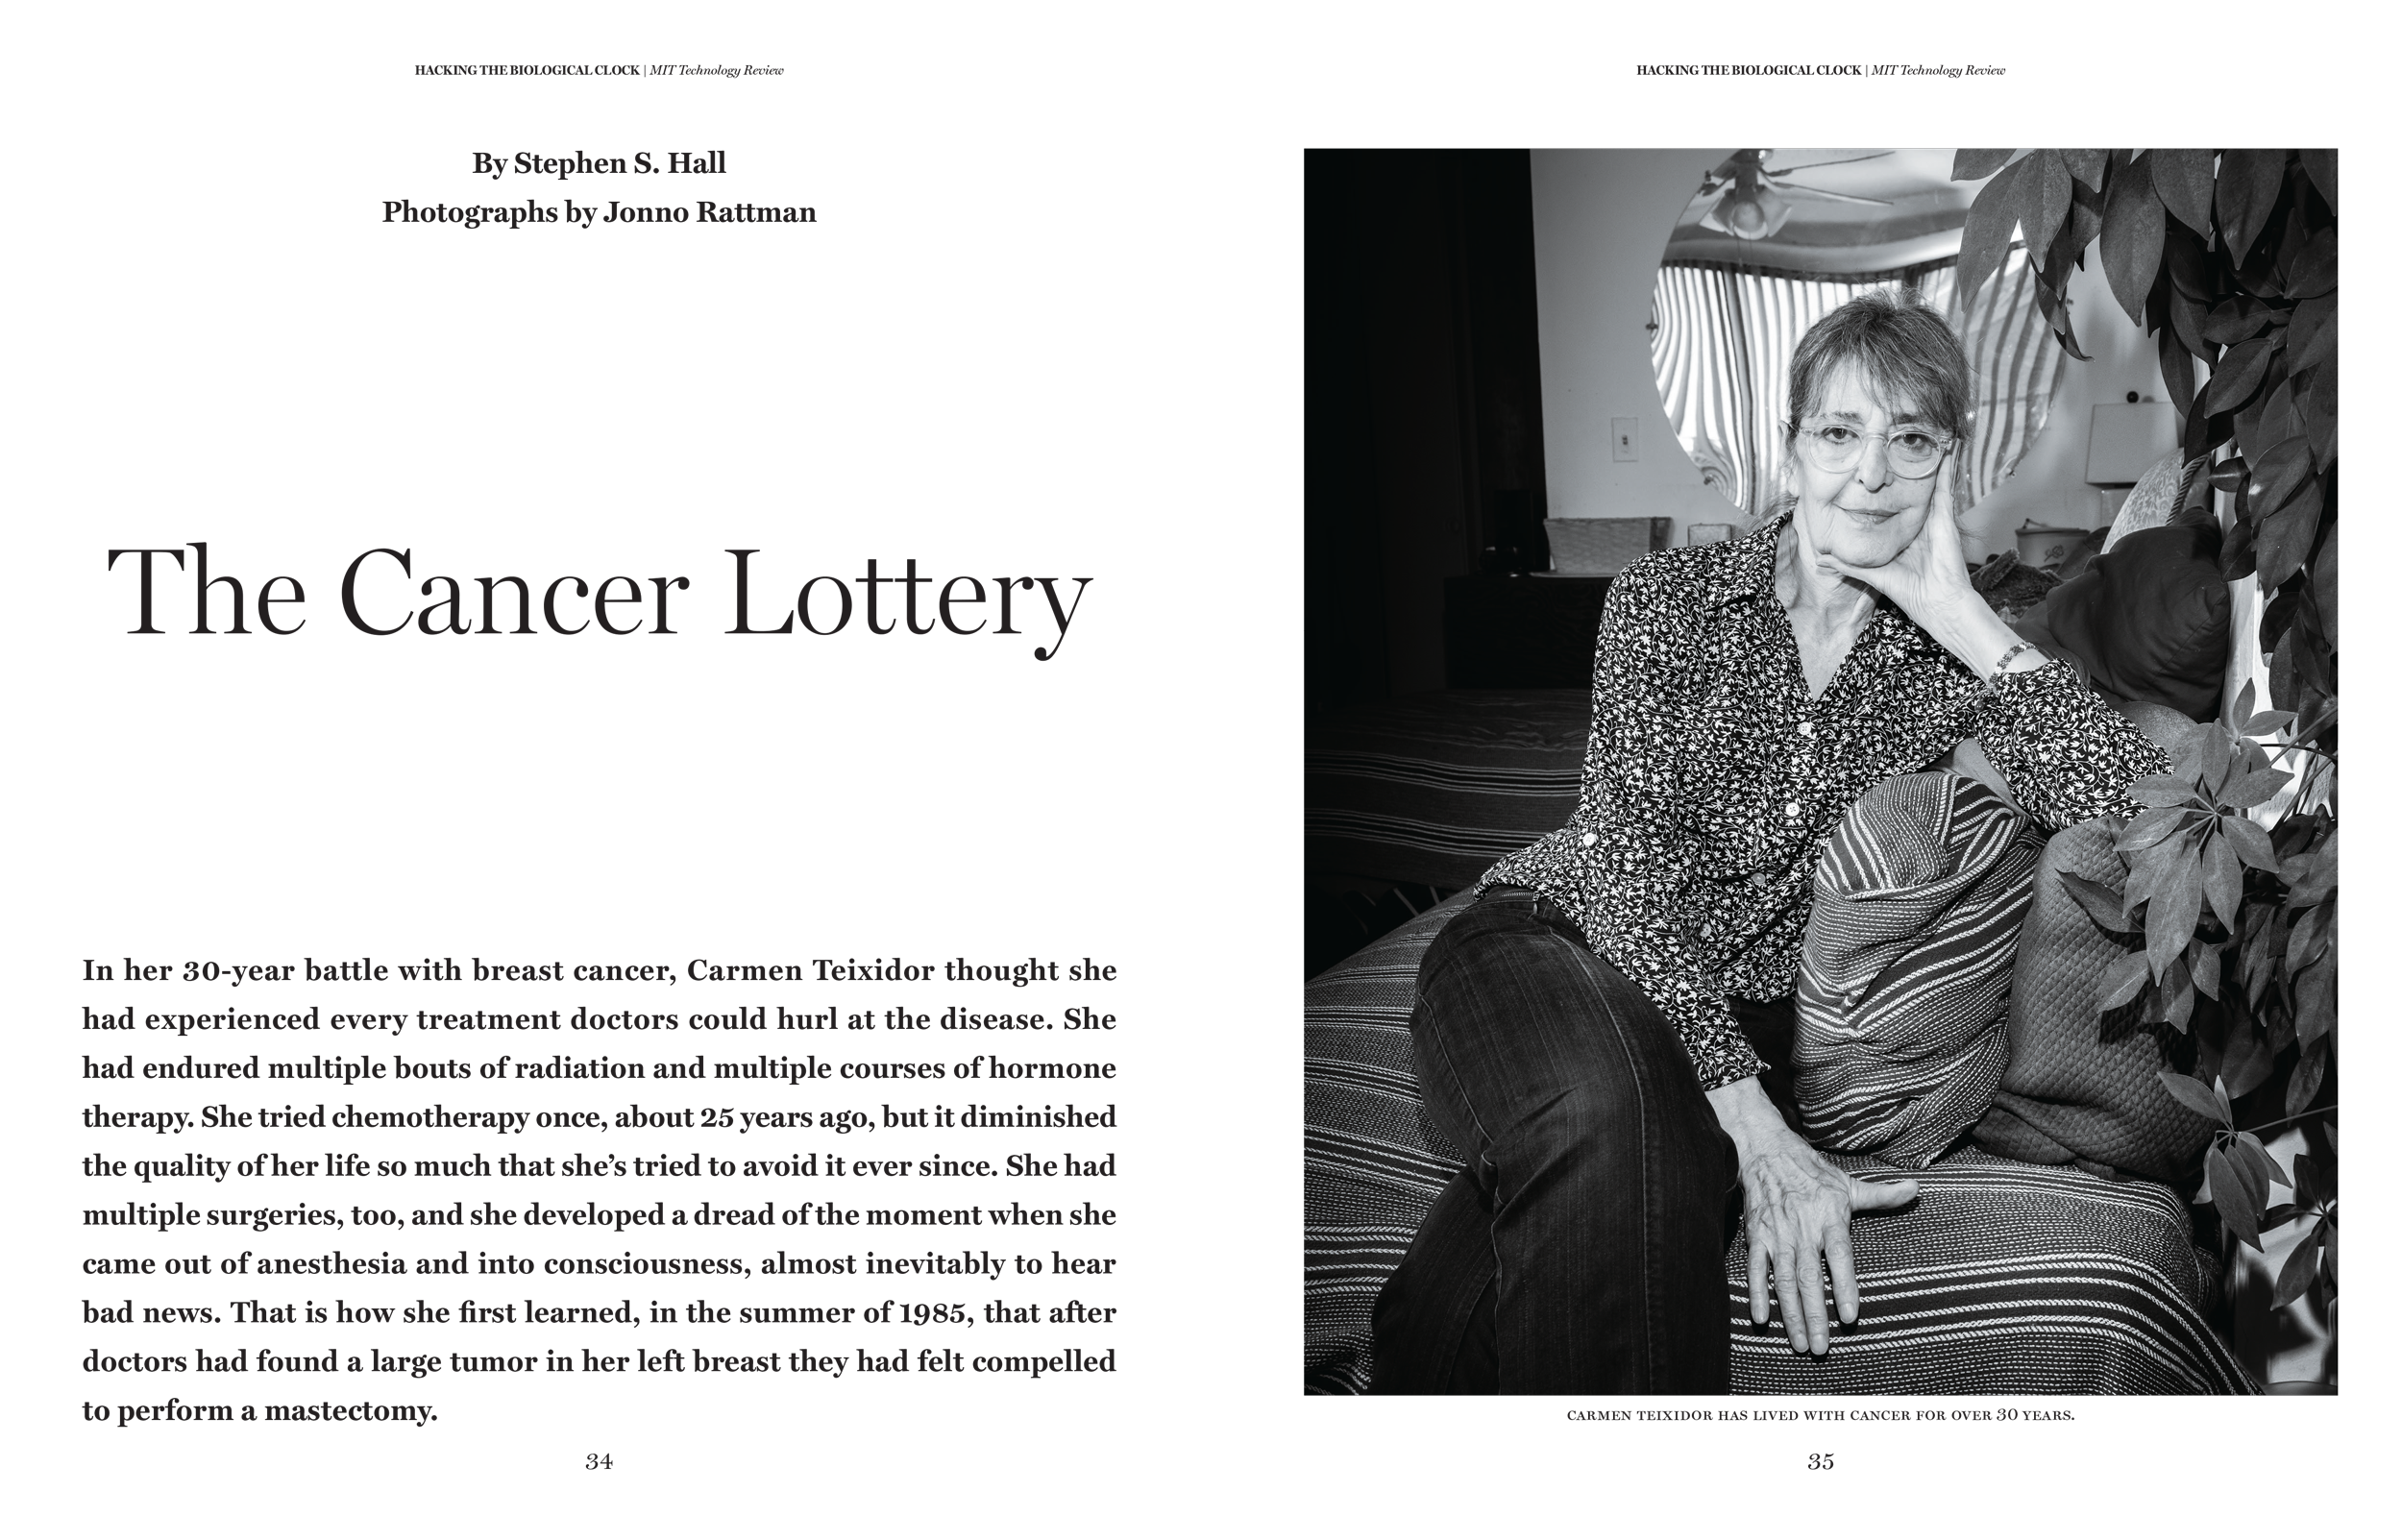 HACKING THE BIOLOGICAL CLOCK | MIT Technology Review
By Stephen S. Hall
Photographs by Jonno Rattman
The Cancer Lottery
In her 30-year battle with breast cancer, Carmen Teixidor thought she
had experienced every treatment doctors could hurl at the disease. She
had endured multiple bouts of radiation and multiple courses of hormone
therapy. She tried chemotherapy once, about 25 years ago, but it diminished
the quality of her life so much that she’s tried to avoid it ever since. She had
multiple surgeries, too, and she developed a dread of the moment when she
came out of anesthesia and into consciousness, almost inevitably to hear
bad news. That is how she first learned, in the summer of 1985, that after
doctors had found a large tumor in her left breast they had felt compelled
to perform a mastectomy.
34
HACKING THE BIOLOGICAL CLOCK | MIT Technology Review
CARMEN TEIXIDOR HAS LIVED WITH CANCER FOR OVER 30 YEARS.
35